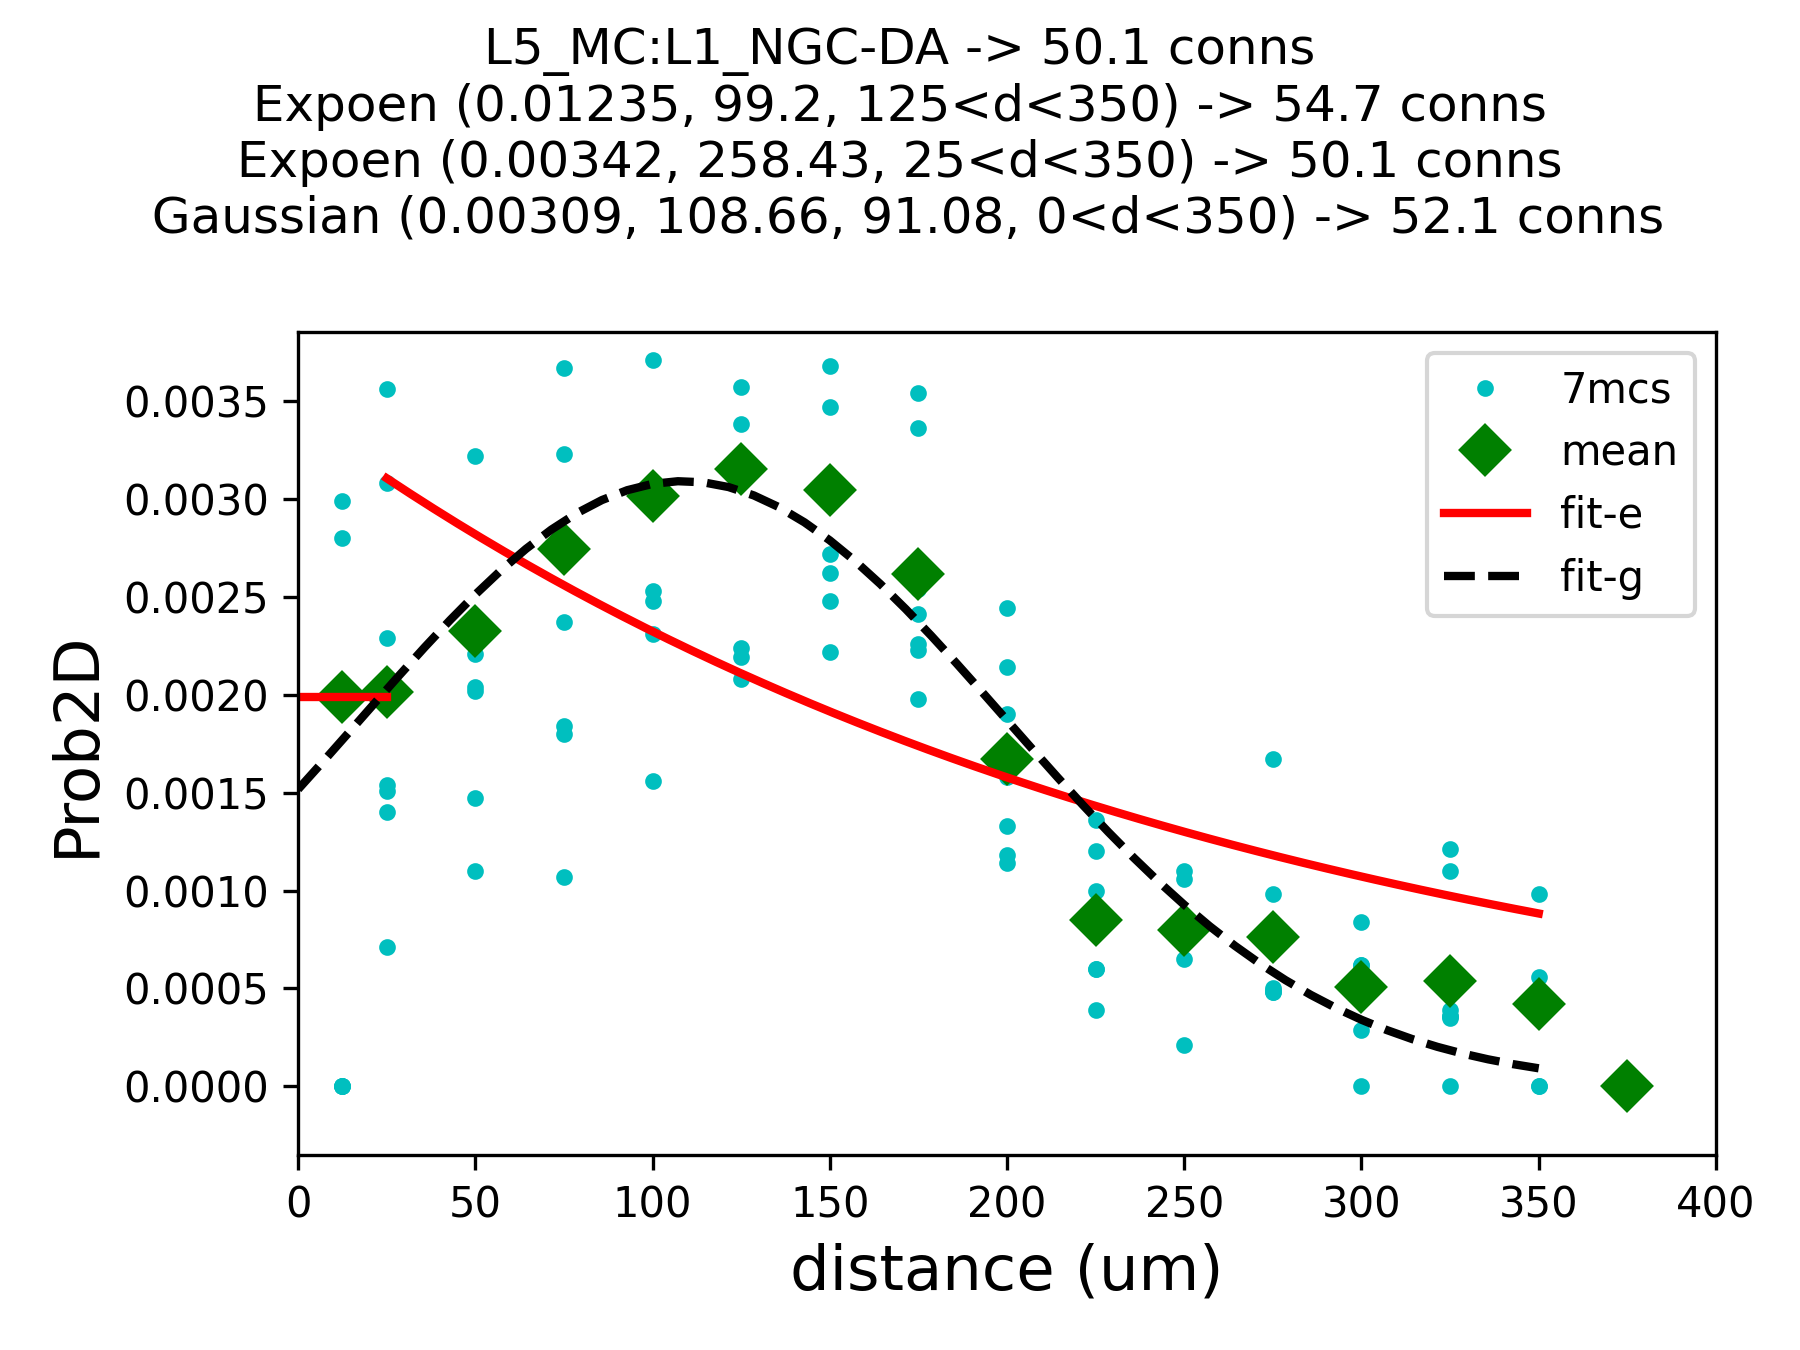 L5_MC:L1_NGC-DA -> 50.1 conns
Expoen (0.01235, 99.2, 125<d<350) -> 54.7 conns
Expoen (0.00342, 258.43, 25<d<350) -> 50.1 conns
Gaussian (0.00309, 108.66, 91.08, 0<d<350) -> 52.1 conns
7mcs
mean
fit-e
fit-g
Prob2D
0.0035
0.0030
0.0025
0.0020
0.0015
0.0010
0.0005
0.0000
0 50 100 150 200 250 300 350 400
distance (um)